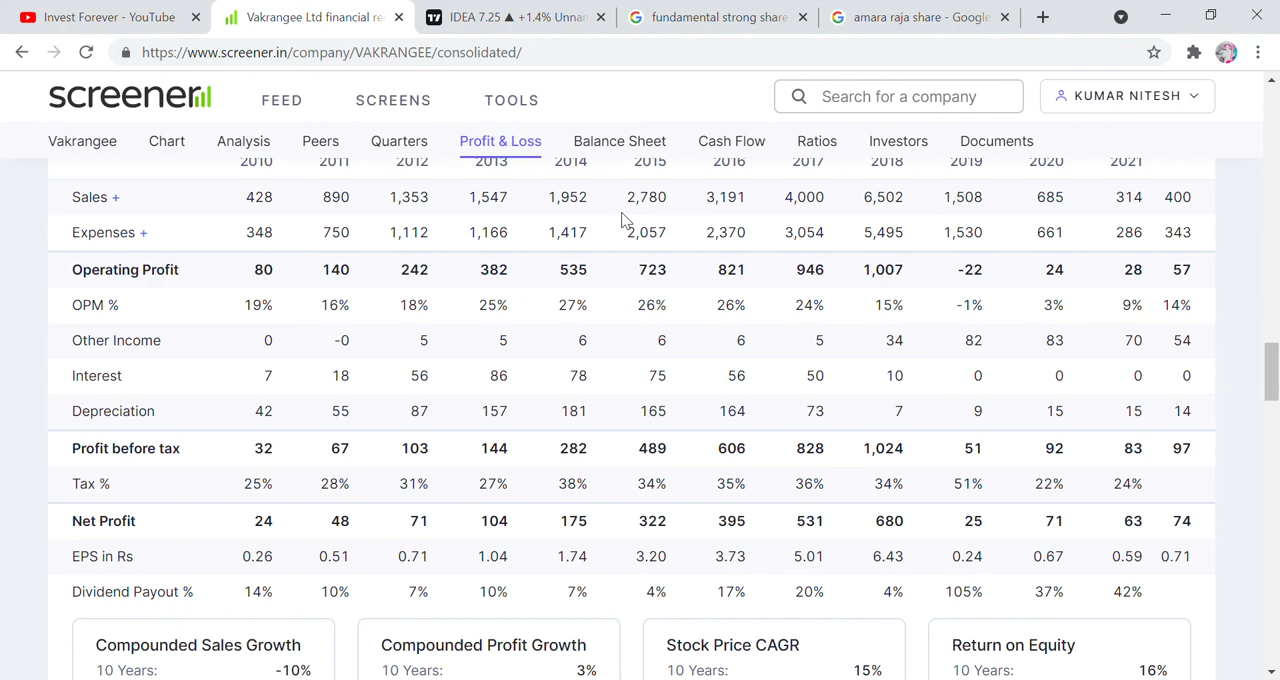 Invest Forever - YouTube Vakrangee Ltd financial res IDEA 7.25 ▲ +1.4% Unnar fundamental strong share amara raja share - Google
https://www.screener.in/company/VAKRANGEE/consolidated/
screener FEED SCREENS TOOLS Search for a company KUMAR NITESH
Vakrangee Chart Analysis Peers Quarters Profit & Loss Balance Sheet Cash Flow Ratios Investors Documents
2010 2011 2012 2013 2014 2015 2016 2017 2018 2019 2020 2021
Sales + 428 890 1,353 1,547 1,952 2,780 3,191 4,000 6,502 1,508 685 314 400
Expenses + 348 750 1,112 1,166 1,417 2,057 2,370 3,054 5,495 1,530 661 286 343
Operating Profit 80 140 242 382 535 723 821 946 1,007 -22 24 28 57
OPM % 19% 16% 18% 25% 27% 26% 26% 24% 15% -1% 3% 9% 14%
Other Income 0 -0 5 5 6 6 6 5 34 82 83 70 54
Interest 7 18 56 86 78 75 56 50 10 0 0 0 0
Depreciation 42 55 87 157 181 165 164 73 7 9 15 15 14
Profit before tax 32 67 103 144 282 489 606 828 1,024 51 92 83 97
Tax % 25% 28% 31% 27% 38% 34% 35% 36% 34% 51% 22% 24%
Net Profit 24 48 71 104 175 322 395 531 680 25 71 63 74
EPS in Rs 0.26 0.51 0.71 1.04 1.74 3.20 3.73 5.01 6.43 0.24 0.67 0.59 0.71
Dividend Payout % 14% 10% 7% 10% 7% 4% 17% 20% 4% 105% 37% 42%
Compounded Sales Growth Compounded Profit Growth Stock Price CAGR Return on Equity
10 Years: -10% 10 Years: 3% 10 Years: 15% 10 Years: 16%